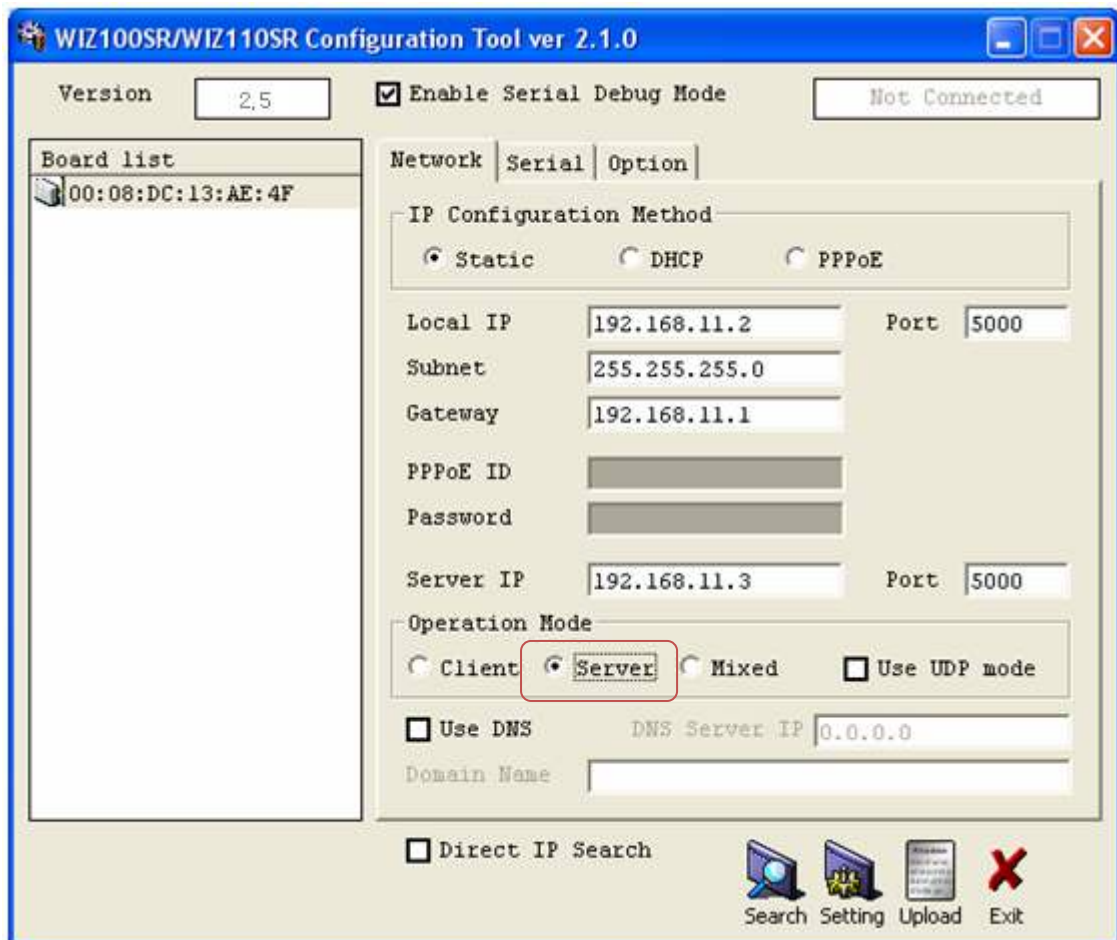 WIZ100SR/WIZ110SR Configuration Tool ver 2.1.0
Version 2,5 Enable Serial Debug Mode Not Connected
Board list
00:08:DC:13:AE:4F
Network Serial Option
IP Configuration Method
Static DHCP PPPoE
Local IP 192.168.11.2 Port 5000
Subnet 255.255.255.0
Gateway 192.168.11.1
PPPoE ID
Password
Server IP 192.168.11.3 Port 5000
Operation Mode
Client Server Mixed Use UDP mode
Use DNS DNS Server IP 0.0.0.0
Domain Name
Direct IP Search
Search Setting Upload Exit